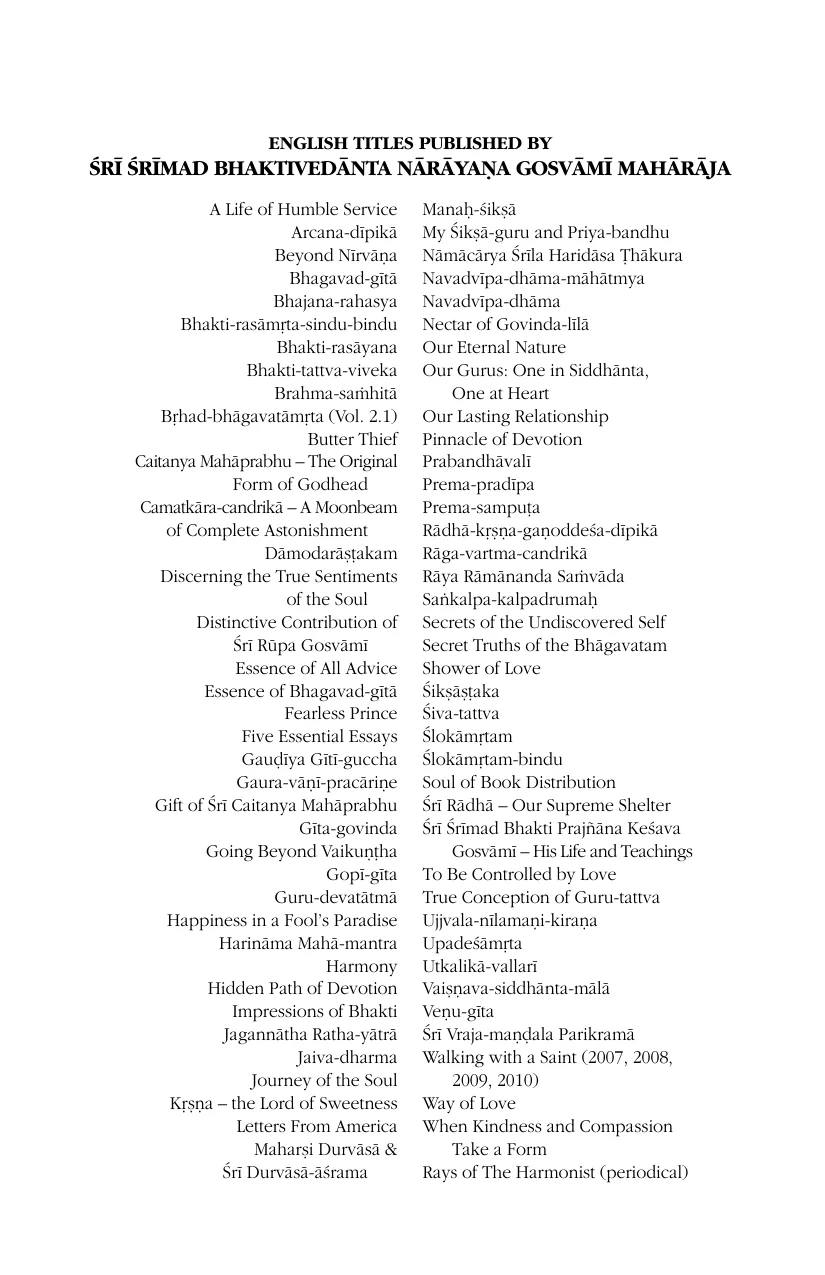 ENGLISH TITLES PUBLISHED BY
ŚRĪ ŚRĪMAD BHAKTIVEDĀNTA NĀRĀYAṆA GOSVĀMĪ MAHĀRĀJA
A Life of Humble Service
Arcana-dīpikā
Beyond Nīrvāṇa
Bhagavad-gītā
Bhajana-rahasya
Bhakti-rasāmṛta-sindu-bindu
Bhakti-rasāyana
Bhakti-tattva-viveka
Brahma-saṁhitā
Bṛhad-bhāgavatāmṛta (Vol. 2.1)
Butter Thief
Caitanya Mahāprabhu – The Original
Form of Godhead
Camatkāra-candrikā – A Moonbeam
of Complete Astonishment
Dāmodarāṣṭakam
Discerning the True Sentiments
of the Soul
Distinctive Contribution of
Śrī Rūpa Gosvāmī
Essence of All Advice
Essence of Bhagavad-gītā
Fearless Prince
Five Essential Essays
Gauḍīya Gītī-guccha
Gaura-vāṇī-pracāriṇe
Gift of Śrī Caitanya Mahāprabhu
Gīta-govinda
Going Beyond Vaikuṇṭha
Gopī-gīta
Guru-devatātmā
Happiness in a Fool’s Paradise
Harināma Mahā-mantra
Harmony
Hidden Path of Devotion
Impressions of Bhakti
Jagannātha Ratha-yātrā
Jaiva-dharma
Journey of the Soul
Kṛṣṇa – the Lord of Sweetness
Letters From America
Maharṣi Durvāsā &
Śrī Durvāsā-āśrama
Manaḥ-śikṣā
My Śikṣā-guru and Priya-bandhu
Nāmācārya Śrīla Haridāsa Ṭhākura
Navadvīpa-dhāma-māhātmya
Navadvīpa-dhāma
Nectar of Govinda-līlā
Our Eternal Nature
Our Gurus: One in Siddhānta,
One at Heart
Our Lasting Relationship
Pinnacle of Devotion
Prabandhāvalī
Prema-pradīpa
Prema-sampuṭa
Rādhā-kṛṣṇa-gaṇoddeśa-dīpikā
Rāga-vartma-candrikā
Rāya Rāmānanda Saṁvāda
Saṅkalpa-kalpadrumaḥ
Secrets of the Undiscovered Self
Secret Truths of the Bhāgavatam
Shower of Love
Śikṣāṣṭaka
Śiva-tattva
Ślokāmṛtam
Ślokāmṛtam-bindu
Soul of Book Distribution
Śrī Rādhā – Our Supreme Shelter
Śrī Śrīmad Bhakti Prajñāna Keśava
Gosvāmī – His Life and Teachings
To Be Controlled by Love
True Conception of Guru-tattva
Ujjvala-nīlamaṇi-kiraṇa
Upadeśāmṛta
Utkalikā-vallarī
Vaiṣṇava-siddhānta-mālā
Veṇu-gīta
Śrī Vraja-maṇḍala Parikramā
Walking with a Saint (2007, 2008,
2009, 2010)
Way of Love
When Kindness and Compassion
Take a Form
Rays of The Harmonist (periodical)